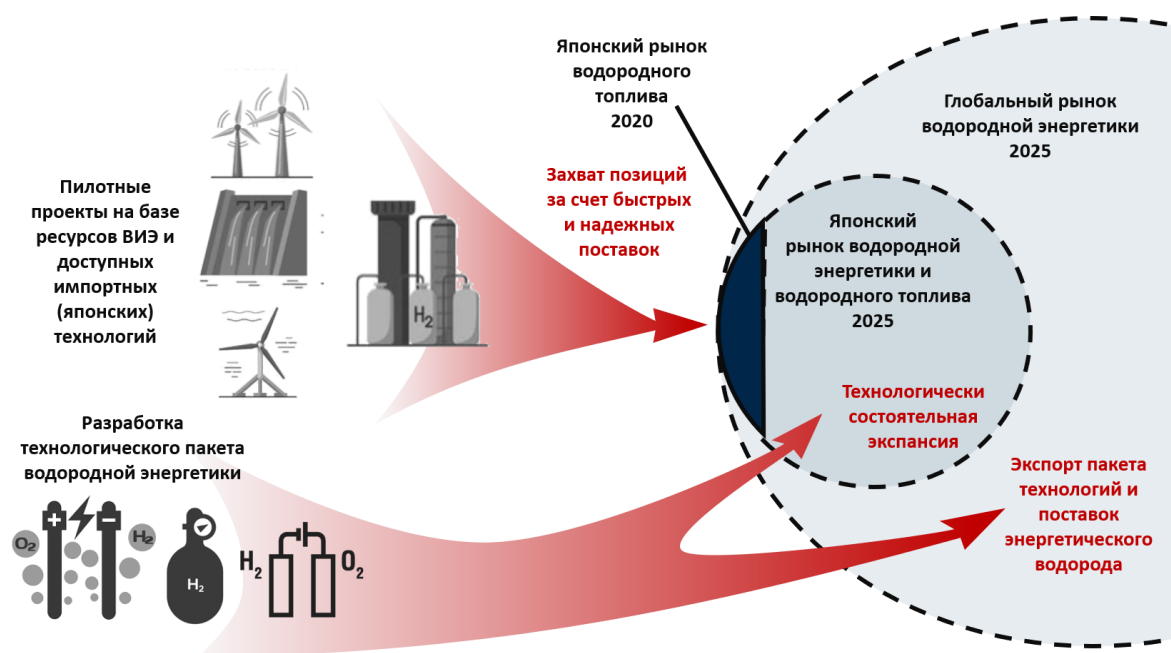 Пилотные
проекты на базе
ресурсов ВИЭ и
доступных
импортных
(японских)
технологий
H2
Захват позиций
за счет быстрых
и надежных
поставок
Японский рынок
водородного
топлива
2020
Глобальный рынок
водородной энергетики
2025
Японский
рынок водородной
энергетики и
водородного топлива
2025
Технологически
состоятельная
экспансия
Экспорт пакета
технологий и
поставок
энергетического
водорода
Разработка
технологического пакета
водородной энергетики
+ −
O2 H2
H2
H2 O2